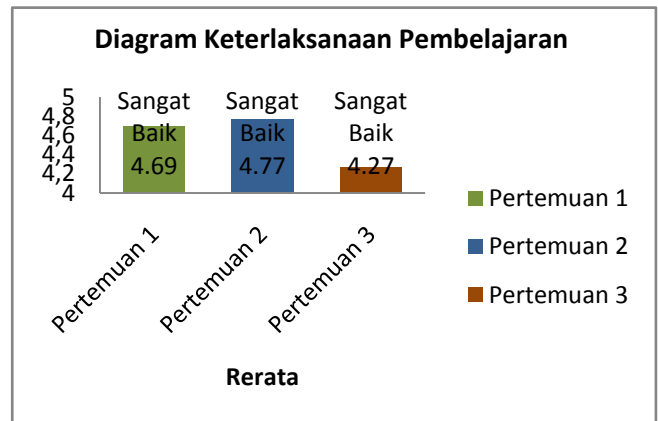 Diagram Keterlaksanaan Pembelajaran
5
4,8
4,6
4,4
4,2
4
Sangat Baik
4.69
Sangat Baik
4.77
Sangat Baik
4.27
Pertemuan 1
Pertemuan 2
Pertemuan 3
Rerata
Pertemuan 1
Pertemuan 2
Pertemuan 3